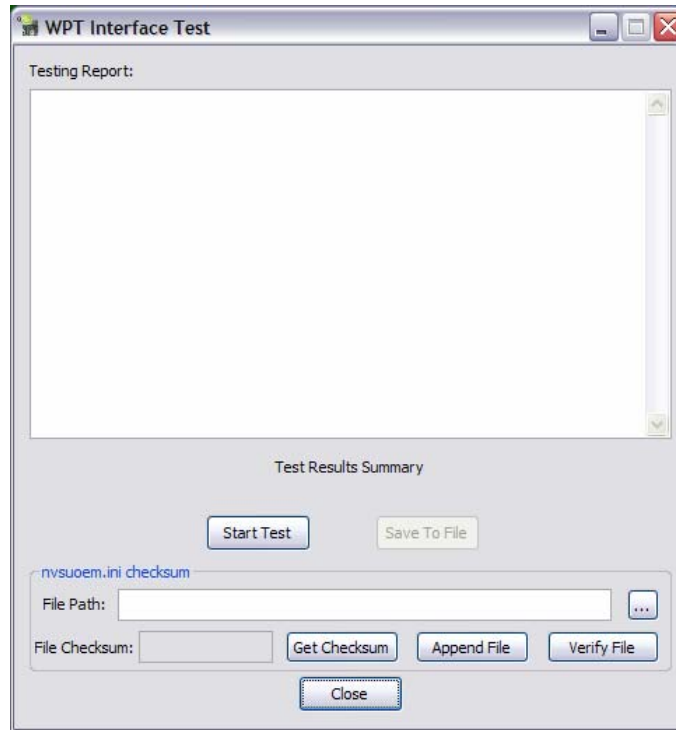 WPT Interface Test
Testing Report:
Test Results Summary
Start Test Save To File
nvsuoem.ini checksum
File Path: ...
File Checksum: Get Checksum Append File Verify File
Close